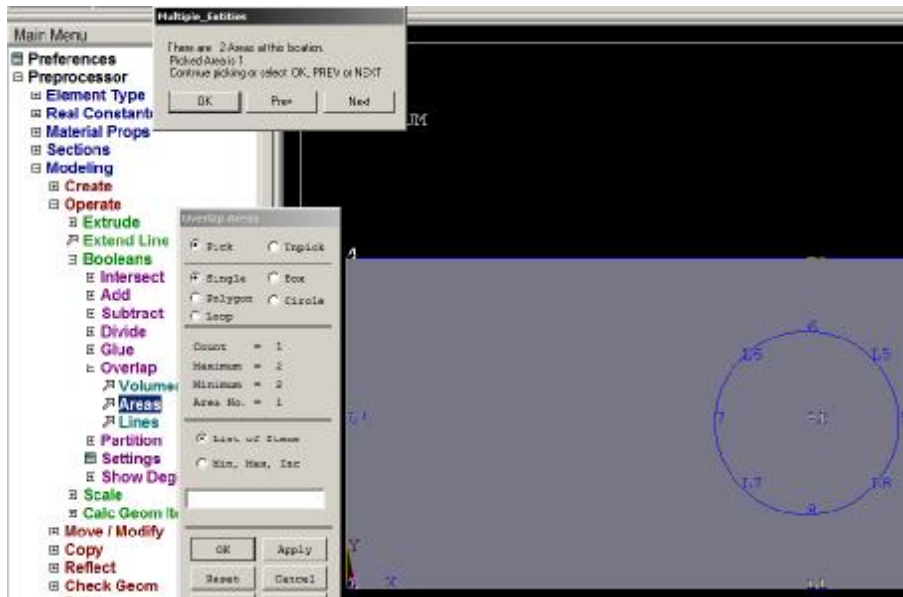 Multiple_Entities
There are 2 Areas at this location.
Picked Area is 1
Continue picking or select OK, PREV or NEXT
OK
Prev
Next
Main Menu
Preferences
Preprocessor
Element Type
Real Constant
Material Props
Sections
Modeling
Create
Operate
Extrude
Extend Line
Booleans
Intersect
Add
Subtract
Divide
Glue
Overlap
Volume
Areas
Lines
Partition
Settings
Show Deg
Scale
Calc Geom It
Move / Modify
Copy
Reflect
Check Geom
Overlap Areas
Pick
Unpick
Single
Box
Polygon
Circle
Loop
Count = 1
Maximum = 2
Minimum = 2
Area No. = 1
List of Items
Min, Max, Inc
OK
Apply
Reset
Cancel
UM
4
6
L6
L5
7
L7
L8
8
Y
X